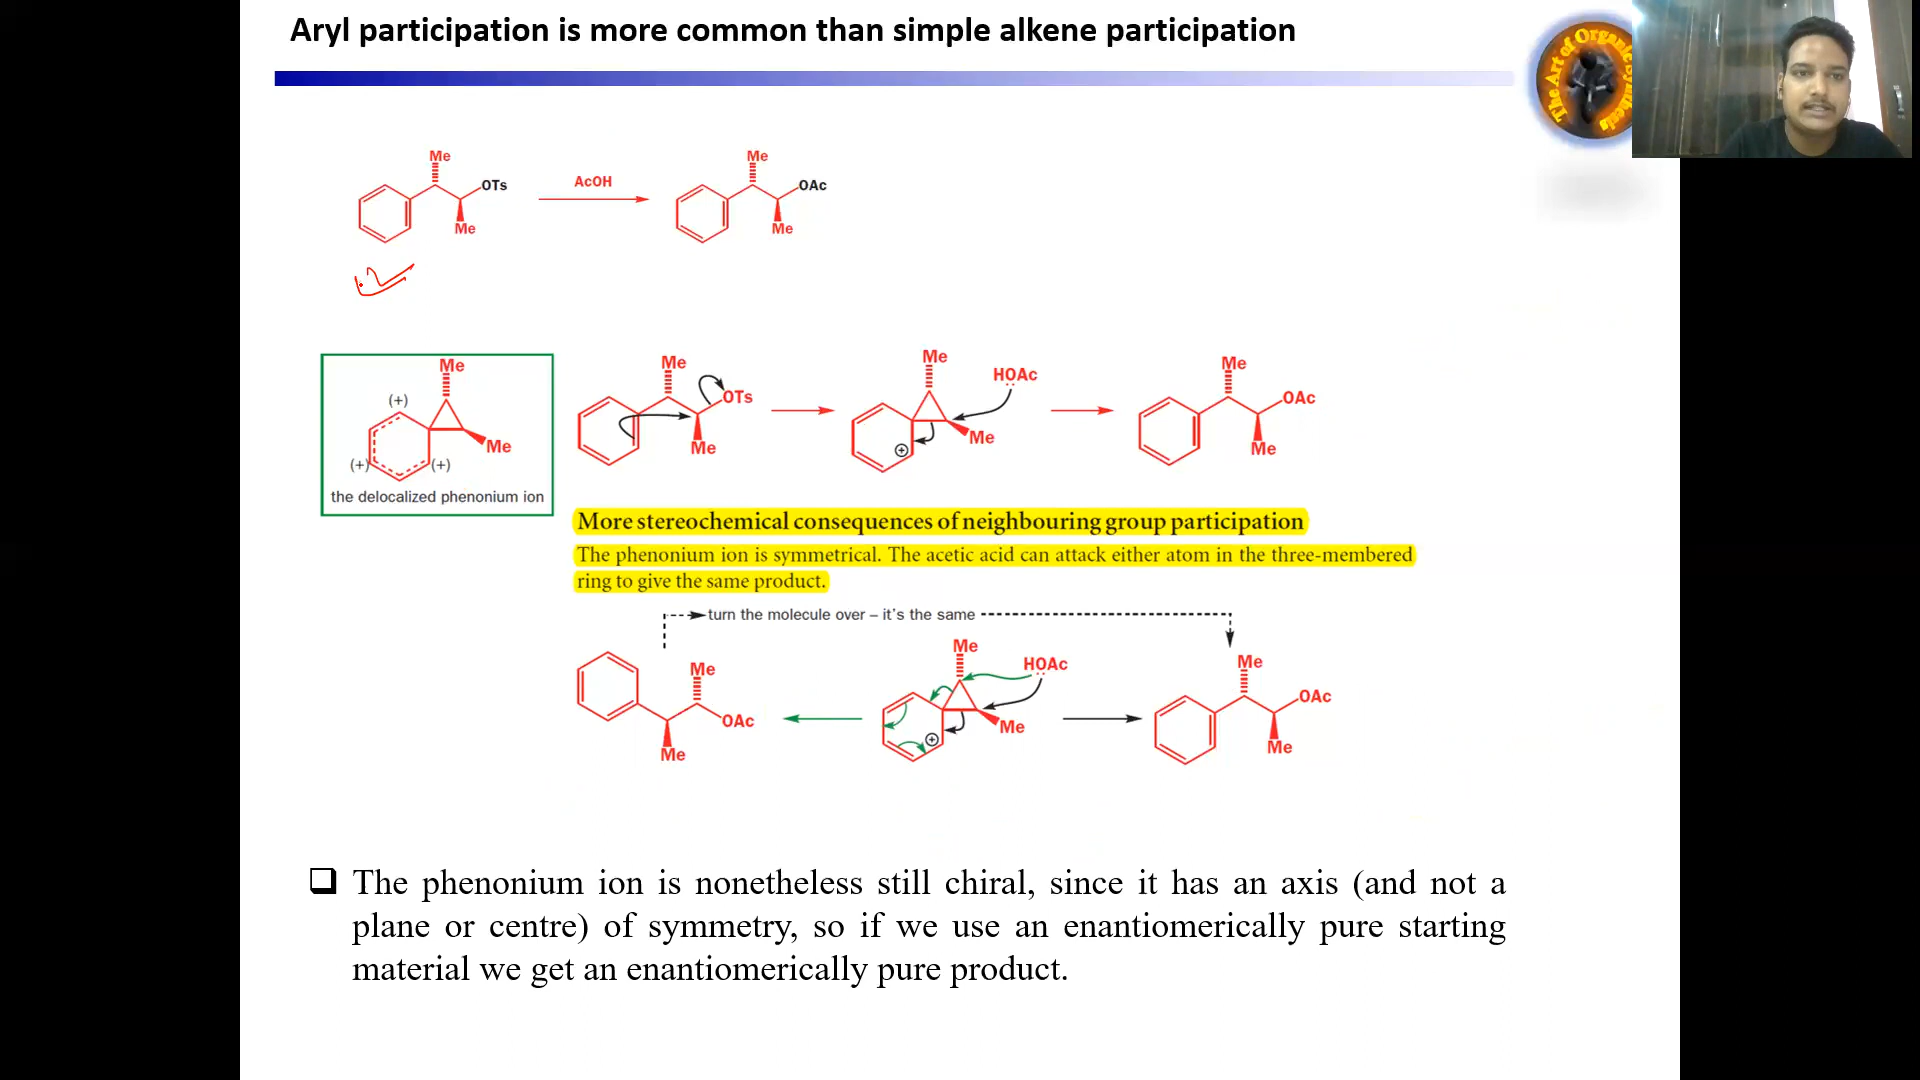 Aryl participation is more common than simple alkene participation
The Art of Organic
Me
OTs
Me
AcOH
Me
OAc
Me
Me
(+)
Me
(+)
(+)
the delocalized phenonium ion
Me
OTs
Me
Me
HOAc
Me
+
Me
OAc
Me
More stereochemical consequences of neighbouring group participation
The phenonium ion is symmetrical. The acetic acid can attack either atom in the three-membered
ring to give the same product.
turn the molecule over – it's the same
Me
OAc
Me
Me
HOAc
Me
+
Me
OAc
Me
❑ The phenonium ion is nonetheless still chiral, since it has an axis (and not a
plane or centre) of symmetry, so if we use an enantiomerically pure starting
material we get an enantiomerically pure product.